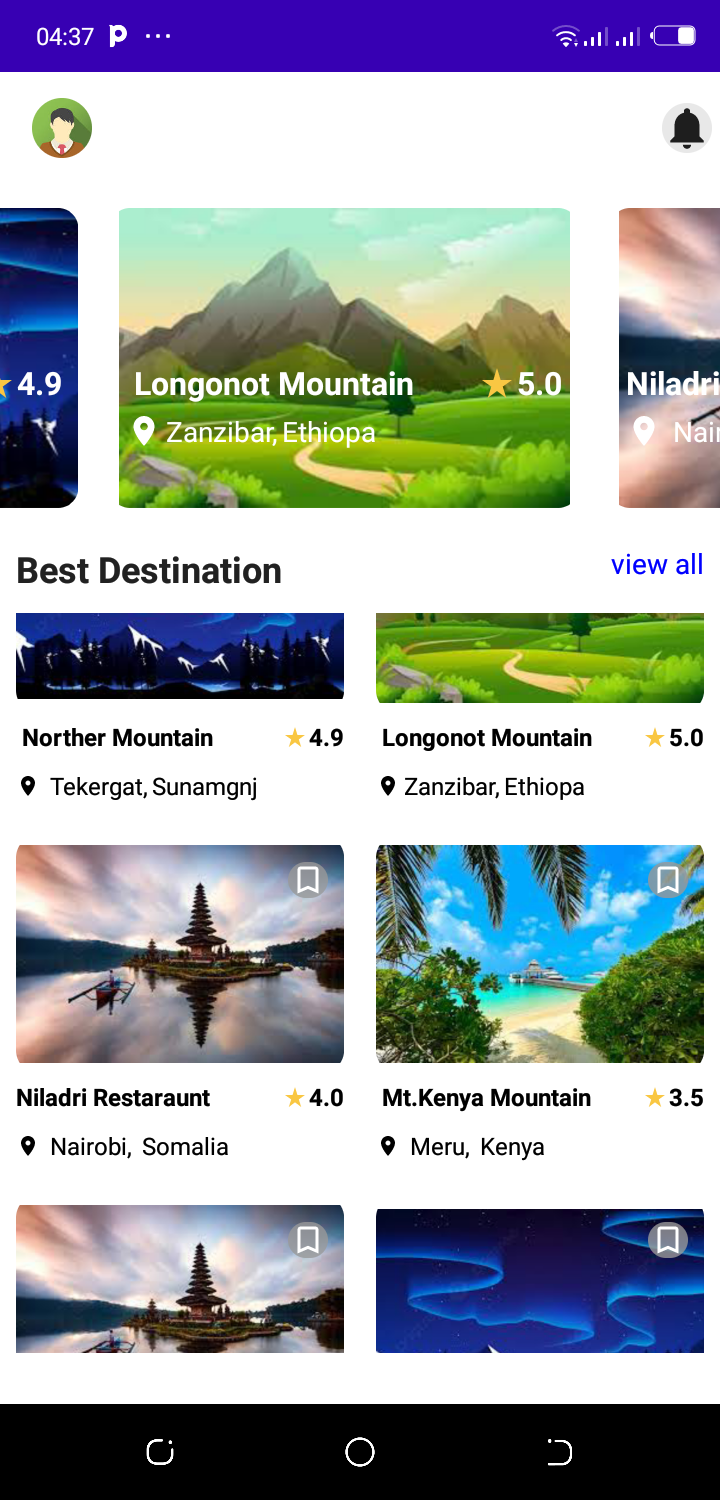 04:37
4.9
Longonot Mountain 5.0
Zanzibar, Ethiopa
Niladri
Nair
Best Destination view all
Norther Mountain 4.9
Tekergat, Sunamgnj
Longonot Mountain 5.0
Zanzibar, Ethiopa
Niladri Restaraunt 4.0
Nairobi, Somalia
Mt.Kenya Mountain 3.5
Meru, Kenya